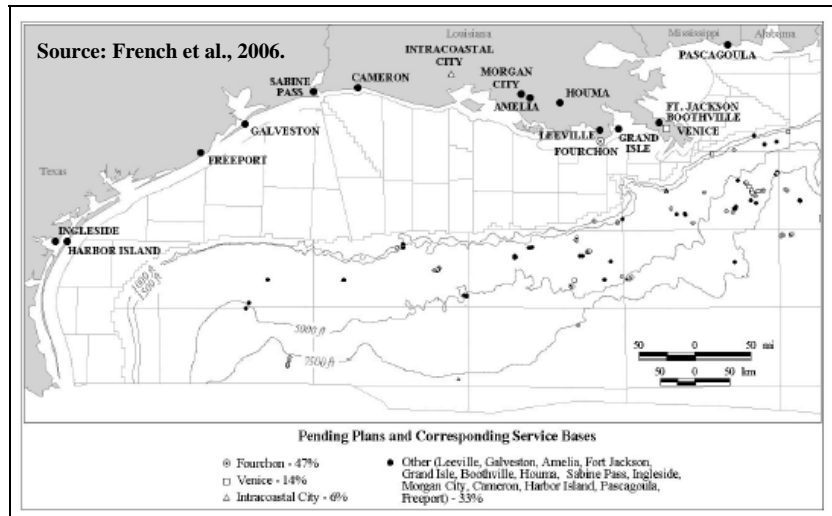 Source: French et al., 2006.
Louisiana
Mississippi
Alabama
INTRACOASTAL
CITY
PASCAGOULA
SABINE
PASS
CAMERON
MORGAN
CITY
HOUMA
AMELIA
FT. JACKSON
BOOTHVILLE
VENICE
GALVESTON
LEEVILLE
GRAND
ISLE
FOURCHON
FREEPORT
Texas
INGLESIDE
HARBOR ISLAND
1000 ft
1500 ft
5000 ft
7500 ft
50 0 50 mi
50 0 50 km
Pending Plans and Corresponding Service Bases
Fourchon - 47%
Venice - 14%
Intracoastal City - 6%
Other (Leeville, Galveston, Amelia, Fort Jackson,
Grand Isle, Boothville, Houma, Sabine Pass, Ingleside,
Morgan City, Cameron, Harbor Island, Pascagoula,
Freeport) - 33%